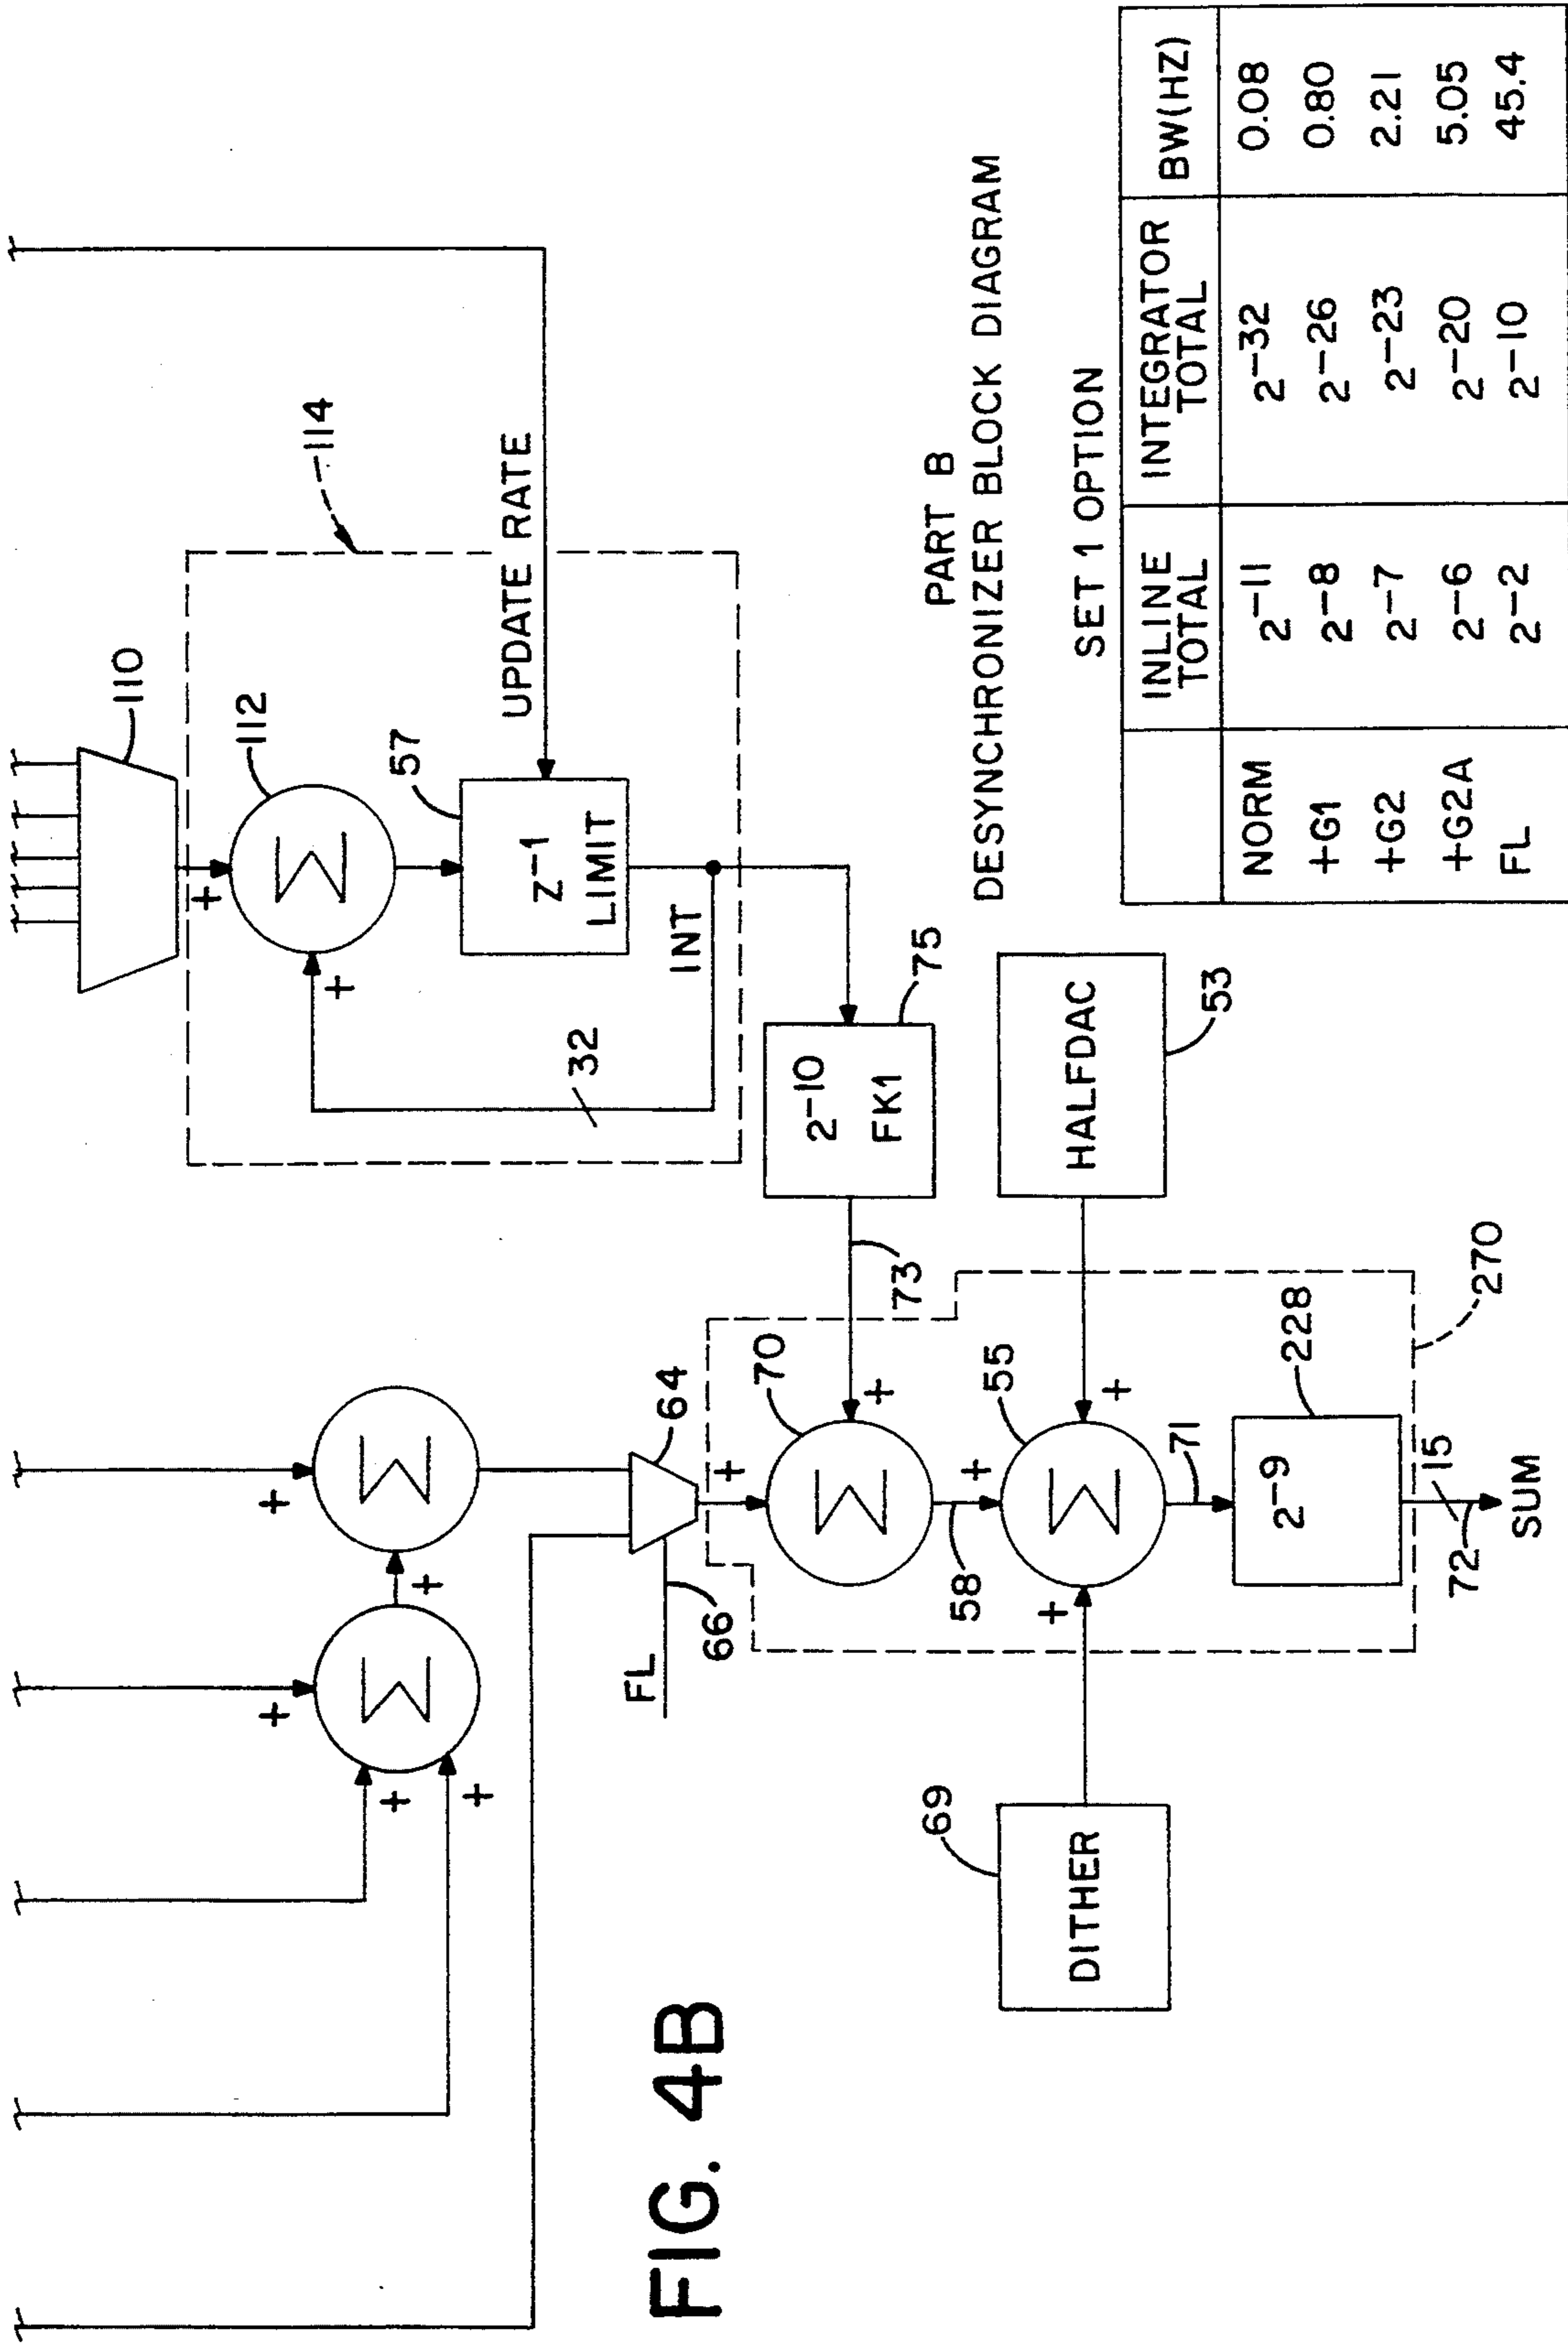 FIG. 4B
+
+
+
Σ
+
+
Σ
FL
66
64
+
70
Σ
+
73
58
+
55
Σ
+
+
71
2-9
228
15
72
SUM
270
69
DITHER
HALFDAC
53
2-10
FK1
75
110
+
112
Σ
+
57
Z-1
LIMIT
INT
32
114
UPDATE RATE
PART B
DESYNCHRONIZER BLOCK DIAGRAM
SET 1 OPTION
INLINE TOTAL INTEGRATOR TOTAL BW(HZ)
NORM 2-11 2-32 0.08
+G1 2-8 2-26 0.80
+G2 2-7 2-23 2.21
+G2A 2-6 2-20 5.05
FL 2-2 2-10 45.4